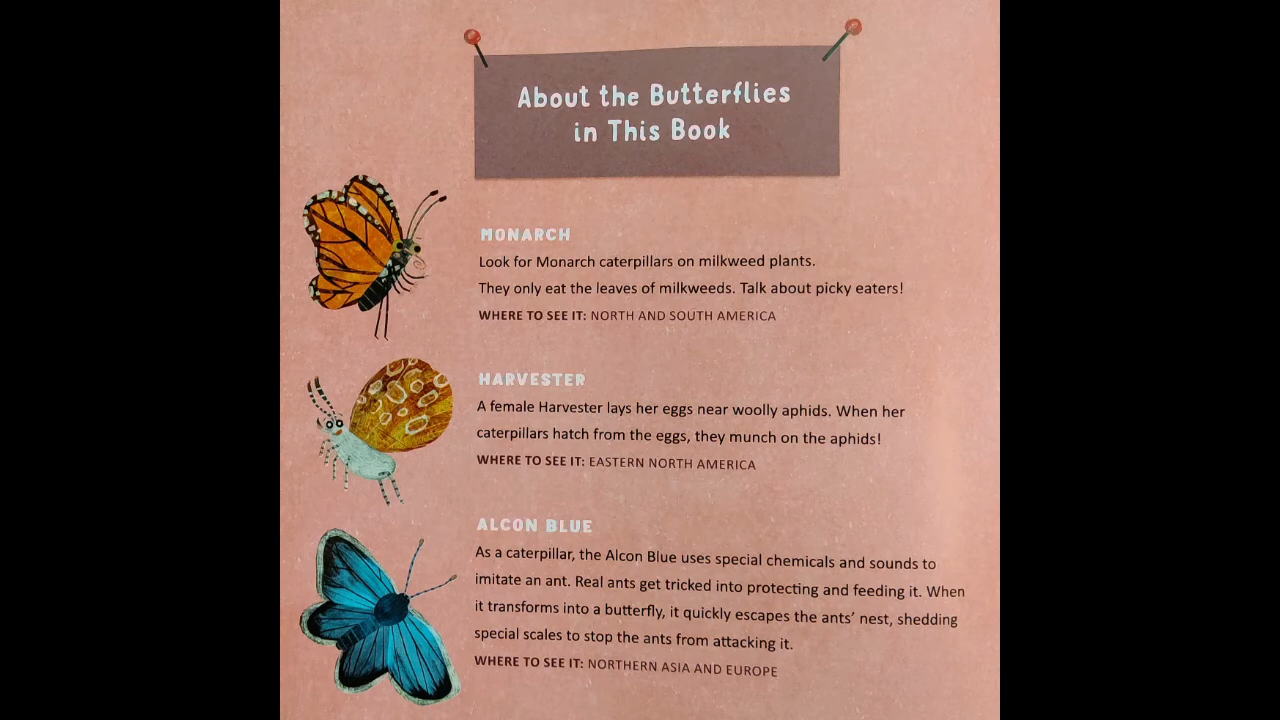 About the Butterflies
in This Book
MONARCH
Look for Monarch caterpillars on milkweed plants.
They only eat the leaves of milkweeds. Talk about picky eaters!
WHERE TO SEE IT: NORTH AND SOUTH AMERICA
HARVESTER
A female Harvester lays her eggs near woolly aphids. When her
caterpillars hatch from the eggs, they munch on the aphids!
WHERE TO SEE IT: EASTERN NORTH AMERICA
ALCON BLUE
As a caterpillar, the Alcon Blue uses special chemicals and sounds to
imitate an ant. Real ants get tricked into protecting and feeding it. When
it transforms into a butterfly, it quickly escapes the ants’ nest, shedding
special scales to stop the ants from attacking it.
WHERE TO SEE IT: NORTHERN ASIA AND EUROPE